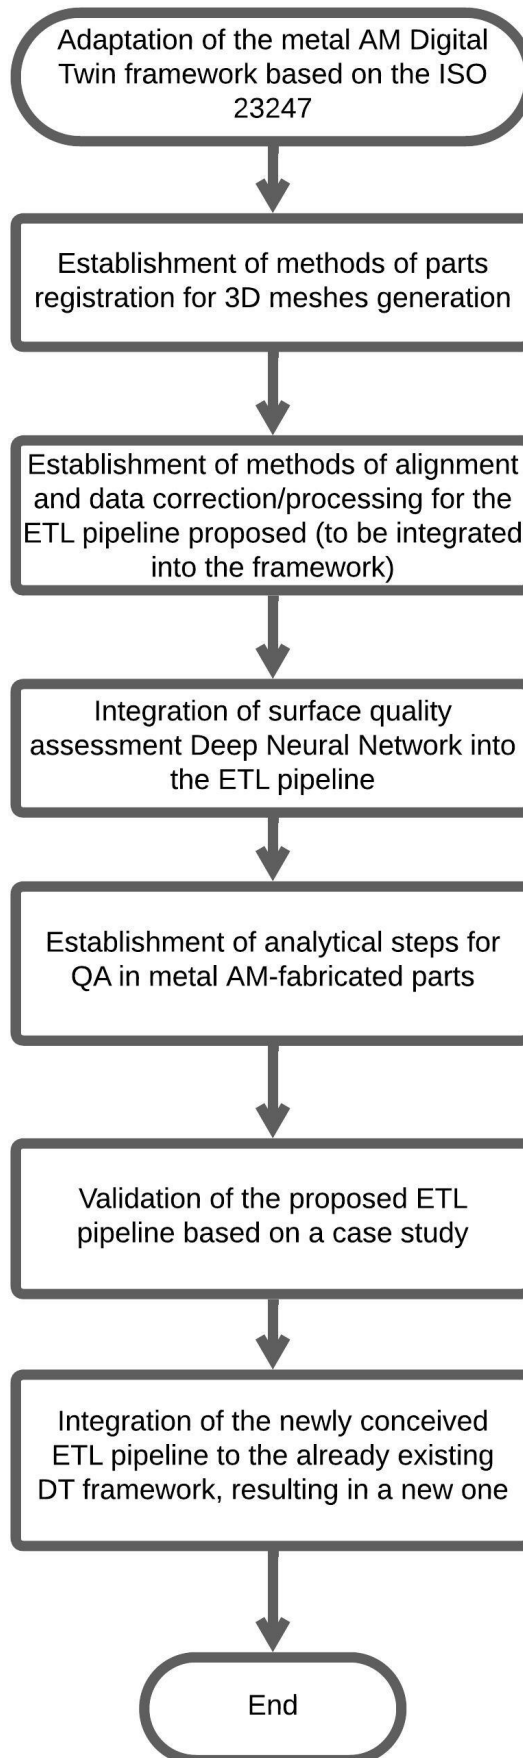 Adaptation of the metal AM Digital
Twin framework based on the ISO
23247
Establishment of methods of parts
registration for 3D meshes generation
Establishment of methods of alignment
and data correction/processing for the
ETL pipeline proposed (to be integrated
into the framework)
Integration of surface quality
assessment Deep Neural Network into
the ETL pipeline
Establishment of analytical steps for
QA in metal AM-fabricated parts
Validation of the proposed ETL
pipeline based on a case study
Integration of the newly conceived
ETL pipeline to the already existing
DT framework, resulting in a new one
End